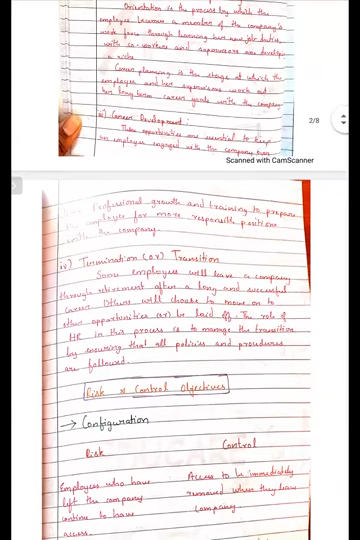 Orientation is the process by which the
employee becomes a member of the company's
work force through learning her new job duties,
with co-workers and supervisors and develop
a niche.
Career planning is the stage at which the
employee and her supervisors work out
her long-term career goals with the company.
iii) Career Development:
These opportunities are essential to keep
an employee engaged with the company over
2/8
Scanned with CamScanner
Professional growth and training to prepare
the employee for more responsible positions
with the company.
iv) Termination (or) Transition
Some employees will leave a company
through retirement after a long and successful
career. Others will choose to move on to
other opportunities (or) be laid off. The role of
HR in this process is to manage the transition
by ensuring that all policies and procedures
are followed.
Risk & Control Objectives
→ Configuration
Risk Control
Employees who have
left the company
continue to have
access.
Access to be immediately
removed when they leave
company.